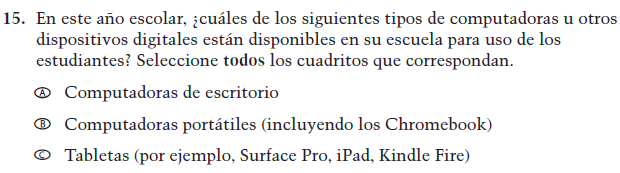 15. En este año escolar, ¿cuáles de los siguientes tipos de computadoras u otros
dispositivos digitales están disponibles en su escuela para uso de los
estudiantes? Seleccione todos los cuadritos que correspondan.
Ⓐ Computadoras de escritorio
Ⓑ Computadoras portátiles (incluyendo los Chromebook)
Ⓒ Tabletas (por ejemplo, Surface Pro, iPad, Kindle Fire)